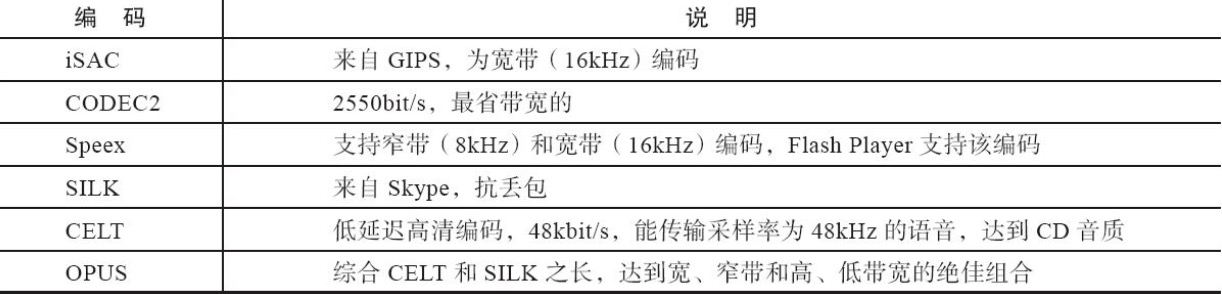 编 码 说 明
iSAC 来自 GIPS，为宽带（16kHz）编码
CODEC2 2550bit/s，最省带宽的
Speex 支持窄带（8kHz）和宽带（16kHz）编码，Flash Player 支持该编码
SILK 来自 Skype，抗丢包
CELT 低延迟高清编码，48kbit/s，能传输采样率为 48kHz 的语音，达到 CD 音质
OPUS 综合 CELT 和 SILK 之长，达到宽、窄带和高、低带宽的绝佳组合